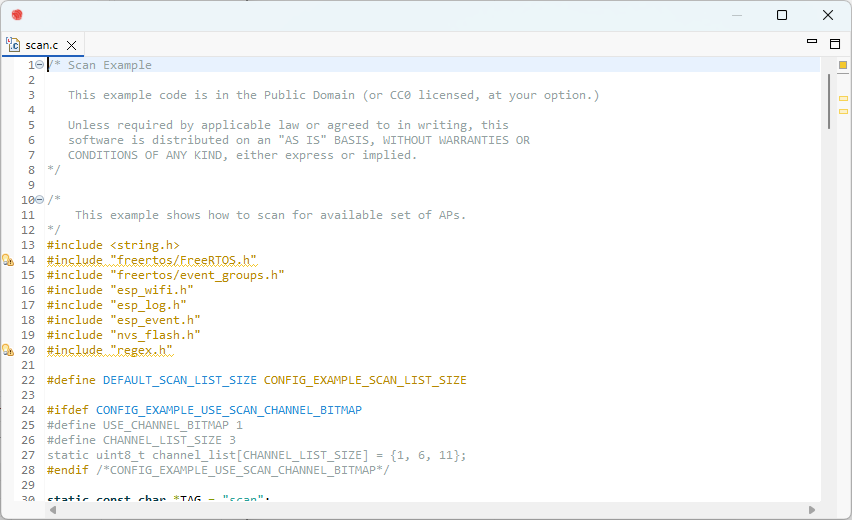 scan.c
1 /* Scan Example
2
3 This example code is in the Public Domain (or CC0 licensed, at your option.)
4
5 Unless required by applicable law or agreed to in writing, this
6 software is distributed on an "AS IS" BASIS, WITHOUT WARRANTIES OR
7 CONDITIONS OF ANY KIND, either express or implied.
8 */
9
10 /*
11 This example shows how to scan for available set of APs.
12 */
13 #include <string.h>
14 #include "freertos/FreeRTOS.h"
15 #include "freertos/event_groups.h"
16 #include "esp_wifi.h"
17 #include "esp_log.h"
18 #include "esp_event.h"
19 #include "nvs_flash.h"
20 #include "regex.h"
21
22 #define DEFAULT_SCAN_LIST_SIZE CONFIG_EXAMPLE_SCAN_LIST_SIZE
23
24 #ifdef CONFIG_EXAMPLE_USE_SCAN_CHANNEL_BITMAP
25 #define USE_CHANNEL_BITMAP 1
26 #define CHANNEL_LIST_SIZE 3
27 static uint8_t channel_list[CHANNEL_LIST_SIZE] = {1, 6, 11};
28 #endif /*CONFIG_EXAMPLE_USE_SCAN_CHANNEL_BITMAP*/
29
30 static const char *TAG = "scan";